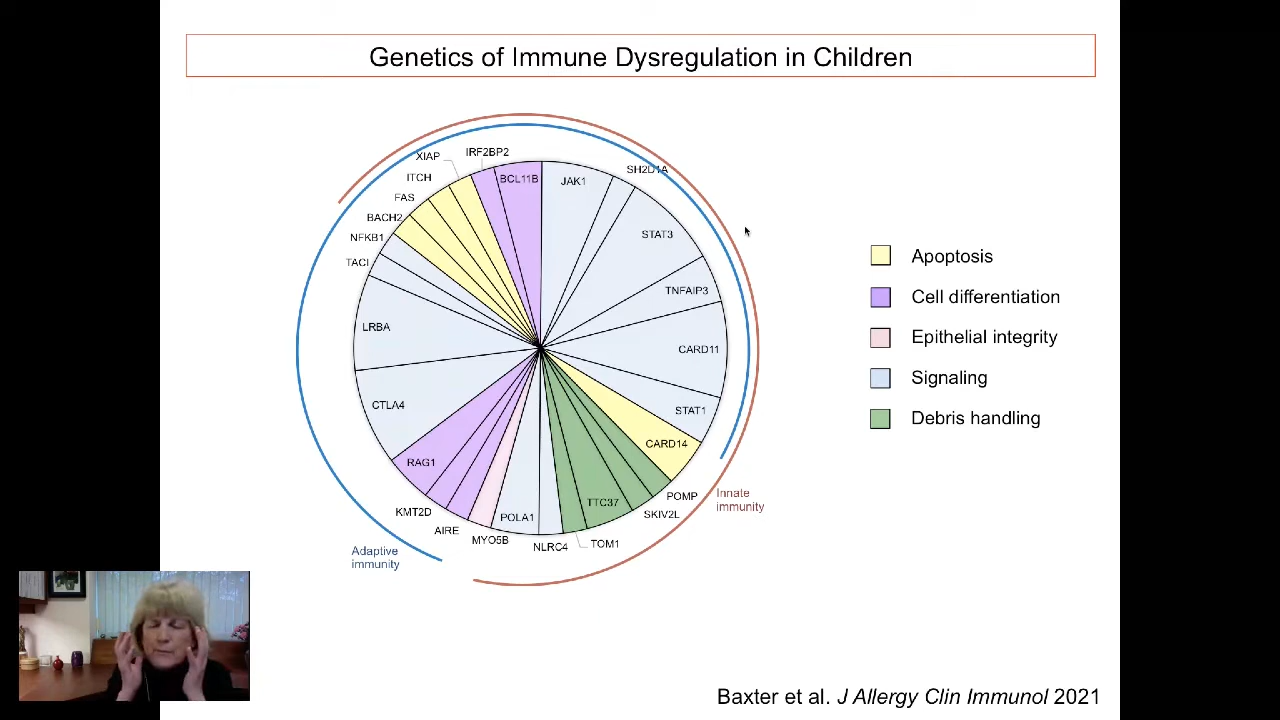 Genetics of Immune Dysregulation in Children
IRF2BP2
XIAP
SH2D1A
ITCH
BCL11B
JAK1
FAS
BACH2
STAT3
NFKB1
TACI
TNFAIP3
LRBA
CARD11
CTLA4
STAT1
CARD14
RAG1
POMP
TTC37
SKIV2L
KMT2D
POLA1
AIRE
MYO5B
NLRC4
TOM1
Innate
immunity
Adaptive
immunity
Apoptosis
Cell differentiation
Epithelial integrity
Signaling
Debris handling
Baxter et al. J Allergy Clin Immunol 2021